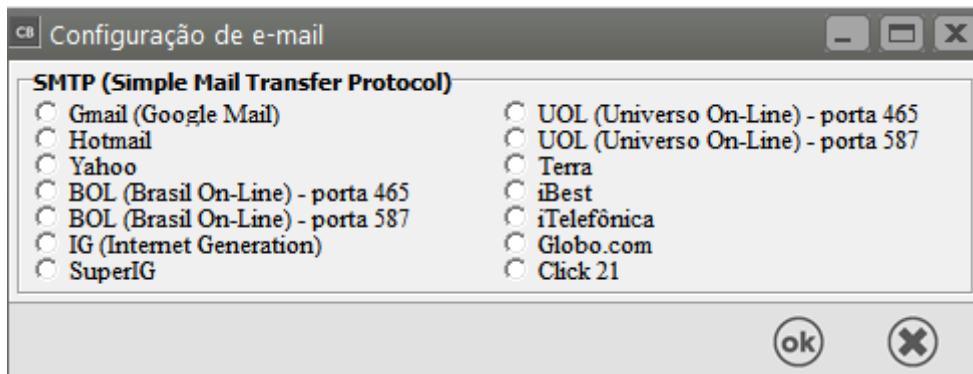 CB Configuração de e-mail
SMTP (Simple Mail Transfer Protocol)
Gmail (Google Mail)
Hotmail
Yahoo
BOL (Brasil On-Line) - porta 465
BOL (Brasil On-Line) - porta 587
IG (Internet Generation)
SuperIG
UOL (Universo On-Line) - porta 465
UOL (Universo On-Line) - porta 587
Terra
iBest
iTelefônica
Globo.com
Click 21
ok